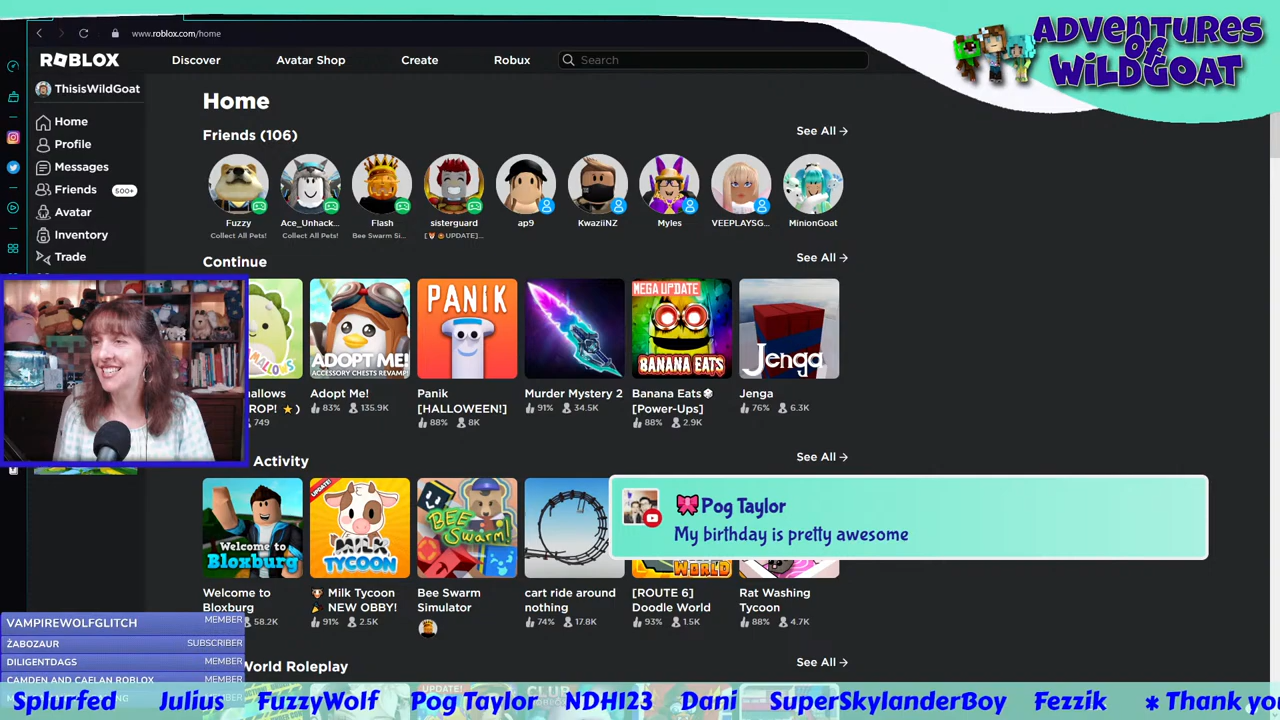 www.roblox.com/home
ADVENTURES
OF
WILDGOAT
ROBLOX
Discover
Avatar Shop
Create
Robux
Search
ThisisWildGoat
Home
Profile
Messages
Friends
500+
Avatar
Inventory
Trade
Home
Friends (106)
See All →
Fuzzy
Ace_Unhack...
Flash
sisterguard
ap9
KwaziiNZ
Myles
VEEPLAYSG...
MinionGoat
Collect All Pets!
Collect All Pets!
Bee Swarm Si...
UPDATE]...
Continue
See All →
ADOPT ME!
ACCESSORY CHESTS REVAMP!
PANIK
MEGA UPDATE
BANANA EATS
Jenga
allows
ROP! ⭐ )
749
Adopt Me!
83% 135.9K
Panik
[HALLOWEEN!]
88% 8K
Murder Mystery 2
91% 34.5K
Banana Eats
[Power-Ups]
88% 2.9K
Jenga
76% 6.3K
Activity
See All →
Welcome to
Bloxburg
UPDATE!
MILK
TYCOON
BEE
SWARM!
WORLD
Pog Taylor
My birthday is pretty awesome
Welcome to
Bloxburg
58.2K
Milk Tycoon
NEW OBBY!
91% 2.5K
Bee Swarm
Simulator
cart ride around
nothing
74% 17.8K
[ROUTE 6]
Doodle World
93% 1.5K
Rat Washing
Tycoon
88% 4.7K
World Roleplay
See All →
VAMPIREWOLFGLITCH MEMBER
ŻABOZAUR SUBSCRIBER
DILIGENTDAGS MEMBER
CAMDEN AND CAELAN ROBLOX MEMBER
Splurfed Julius FuzzyWolf Pog Taylor NDH123 Dani SuperSkylanderBoy Fezzik * Thank yo